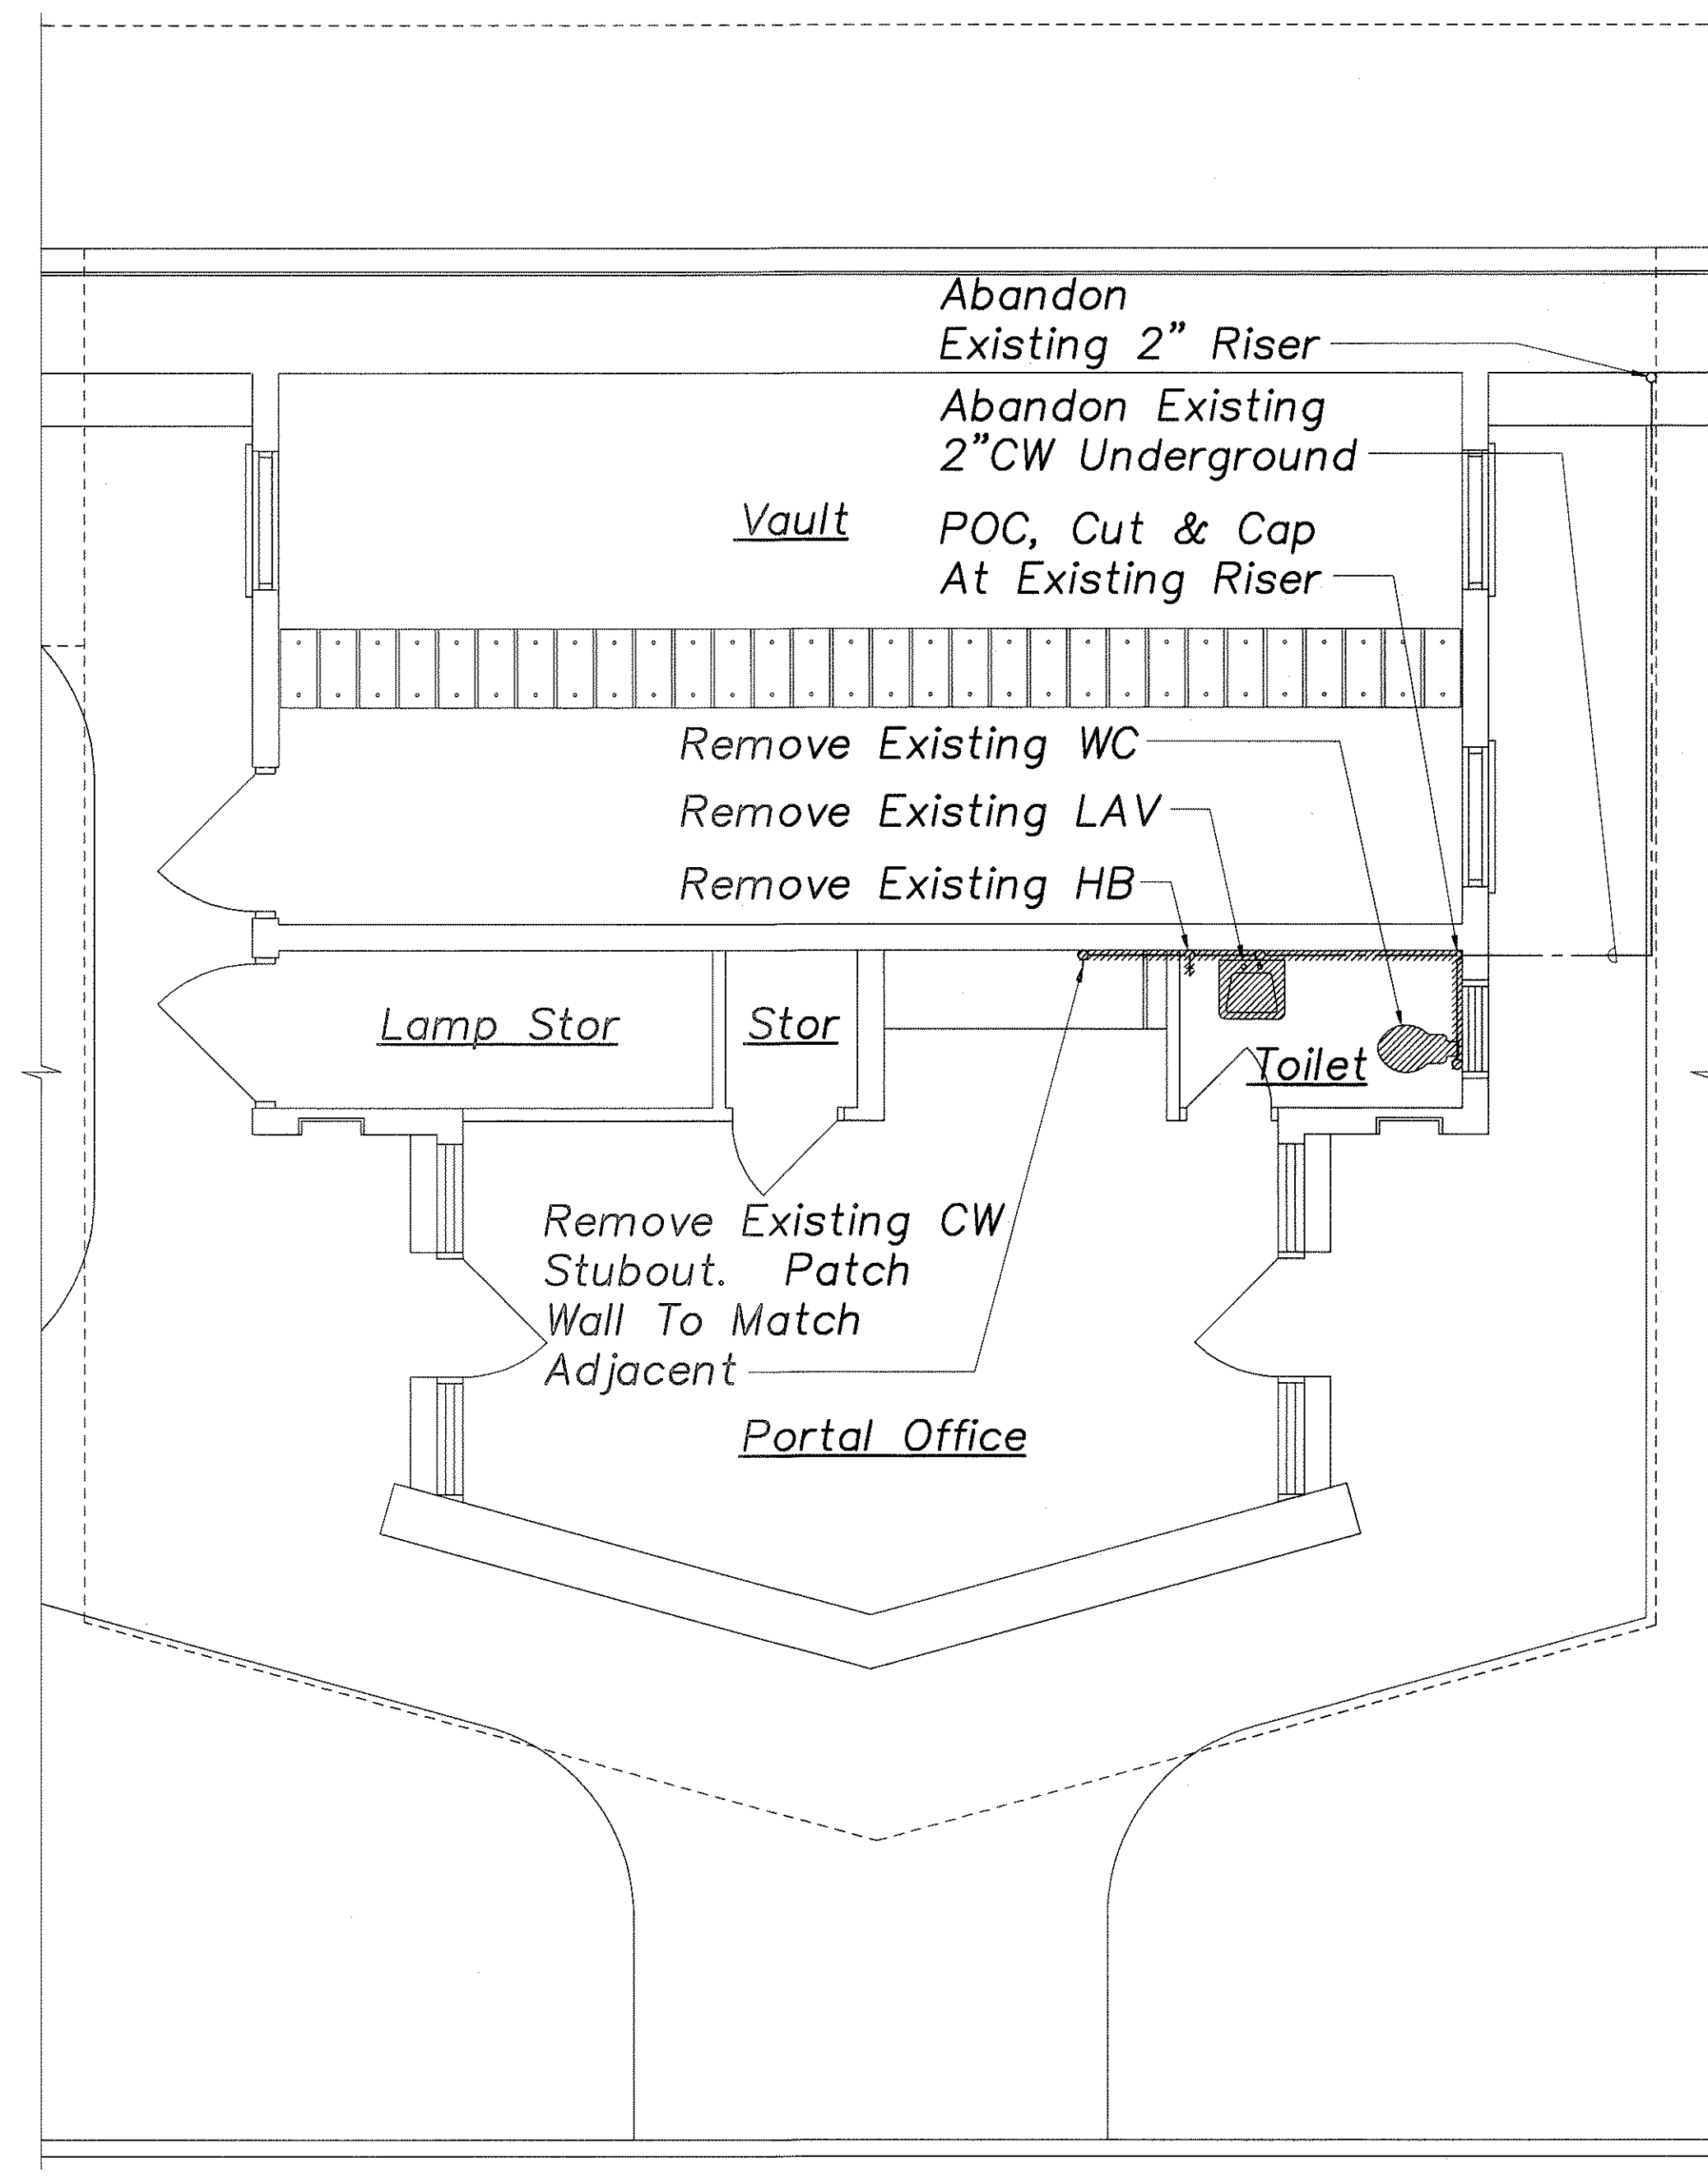 Abandon
Existing 2" Riser
Abandon Existing
2"CW Underground
Vault
POC, Cut & Cap
At Existing Riser
Remove Existing WC
Remove Existing LAV
Remove Existing HB
Lamp Stor
Stor
Toilet
Remove Existing CW
Stubout. Patch
Wall To Match
Adjacent
Portal Office